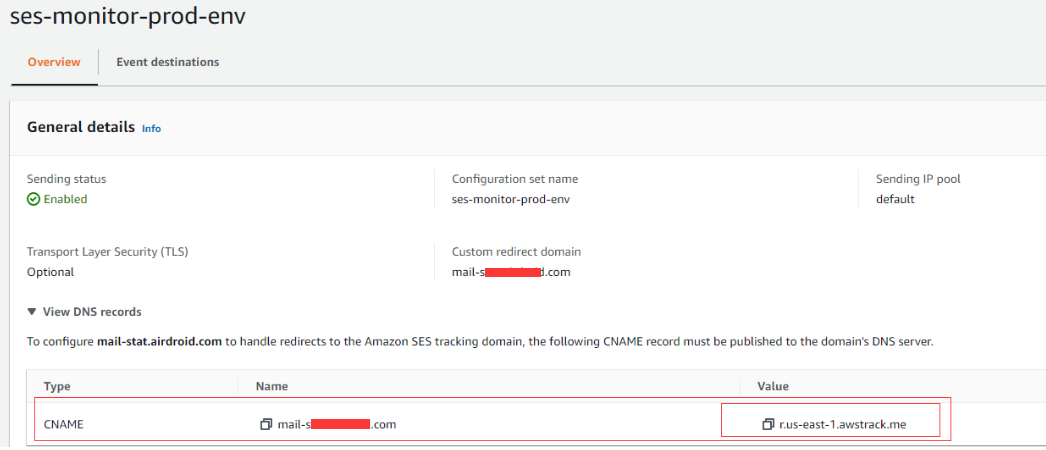 ses-monitor-prod-env
Overview
Event destinations
General details Info
Sending status
Configuration set name
Sending IP pool
Enabled
ses-monitor-prod-env
default
Transport Layer Security (TLS)
Custom redirect domain
Optional
mail-s .com
View DNS records
To configure mail-stat.airdroid.com to handle redirects to the Amazon SES tracking domain, the following CNAME record must be published to the domain's DNS server.
Type
Name
Value
CNAME
mail-s .com
r.us-east-1.awstrack.me